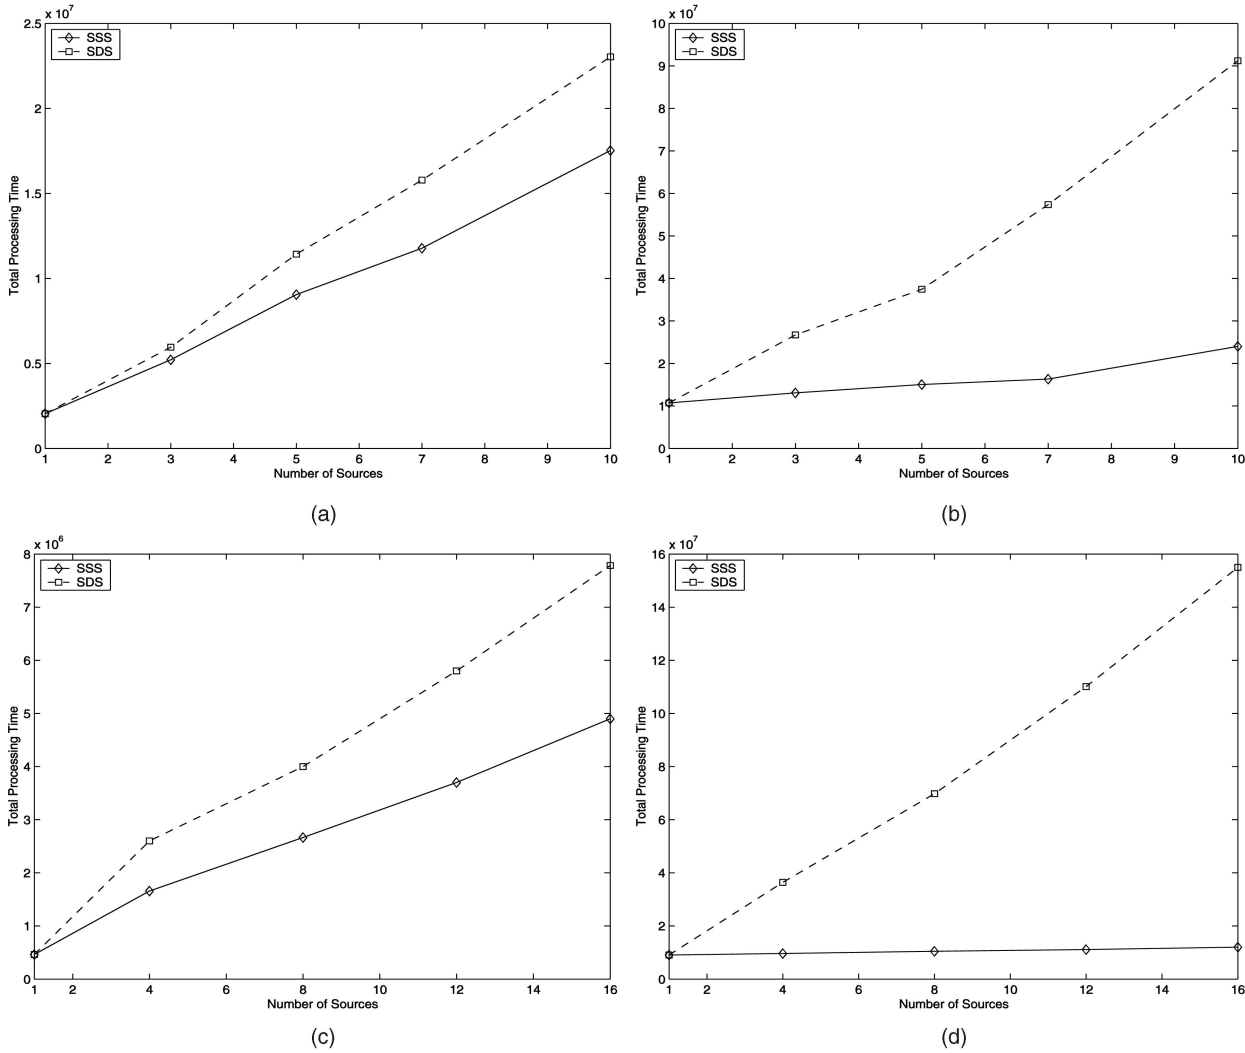 x 10^7
2.5
2
1.5
1
0.5
0
SSS
SDS
Total Processing Time
1 2 3 4 5 6 7 8 9 10
Number of Sources
(a)
x 10^7
10
9
8
7
6
5
4
3
2
1
0
SSS
SDS
Total Processing Time
1 2 3 4 5 6 7 8 9 10
Number of Sources
(b)
x 10^6
8
7
6
5
4
3
2
1
0
SSS
SDS
Total Processing Time
1 2 4 6 8 10 12 14 16
Number of Sources
(c)
x 10^7
16
14
12
10
8
6
4
2
0
SSS
SDS
Total Processing Time
1 2 4 6 8 10 12 14 16
Number of Sources
(d)